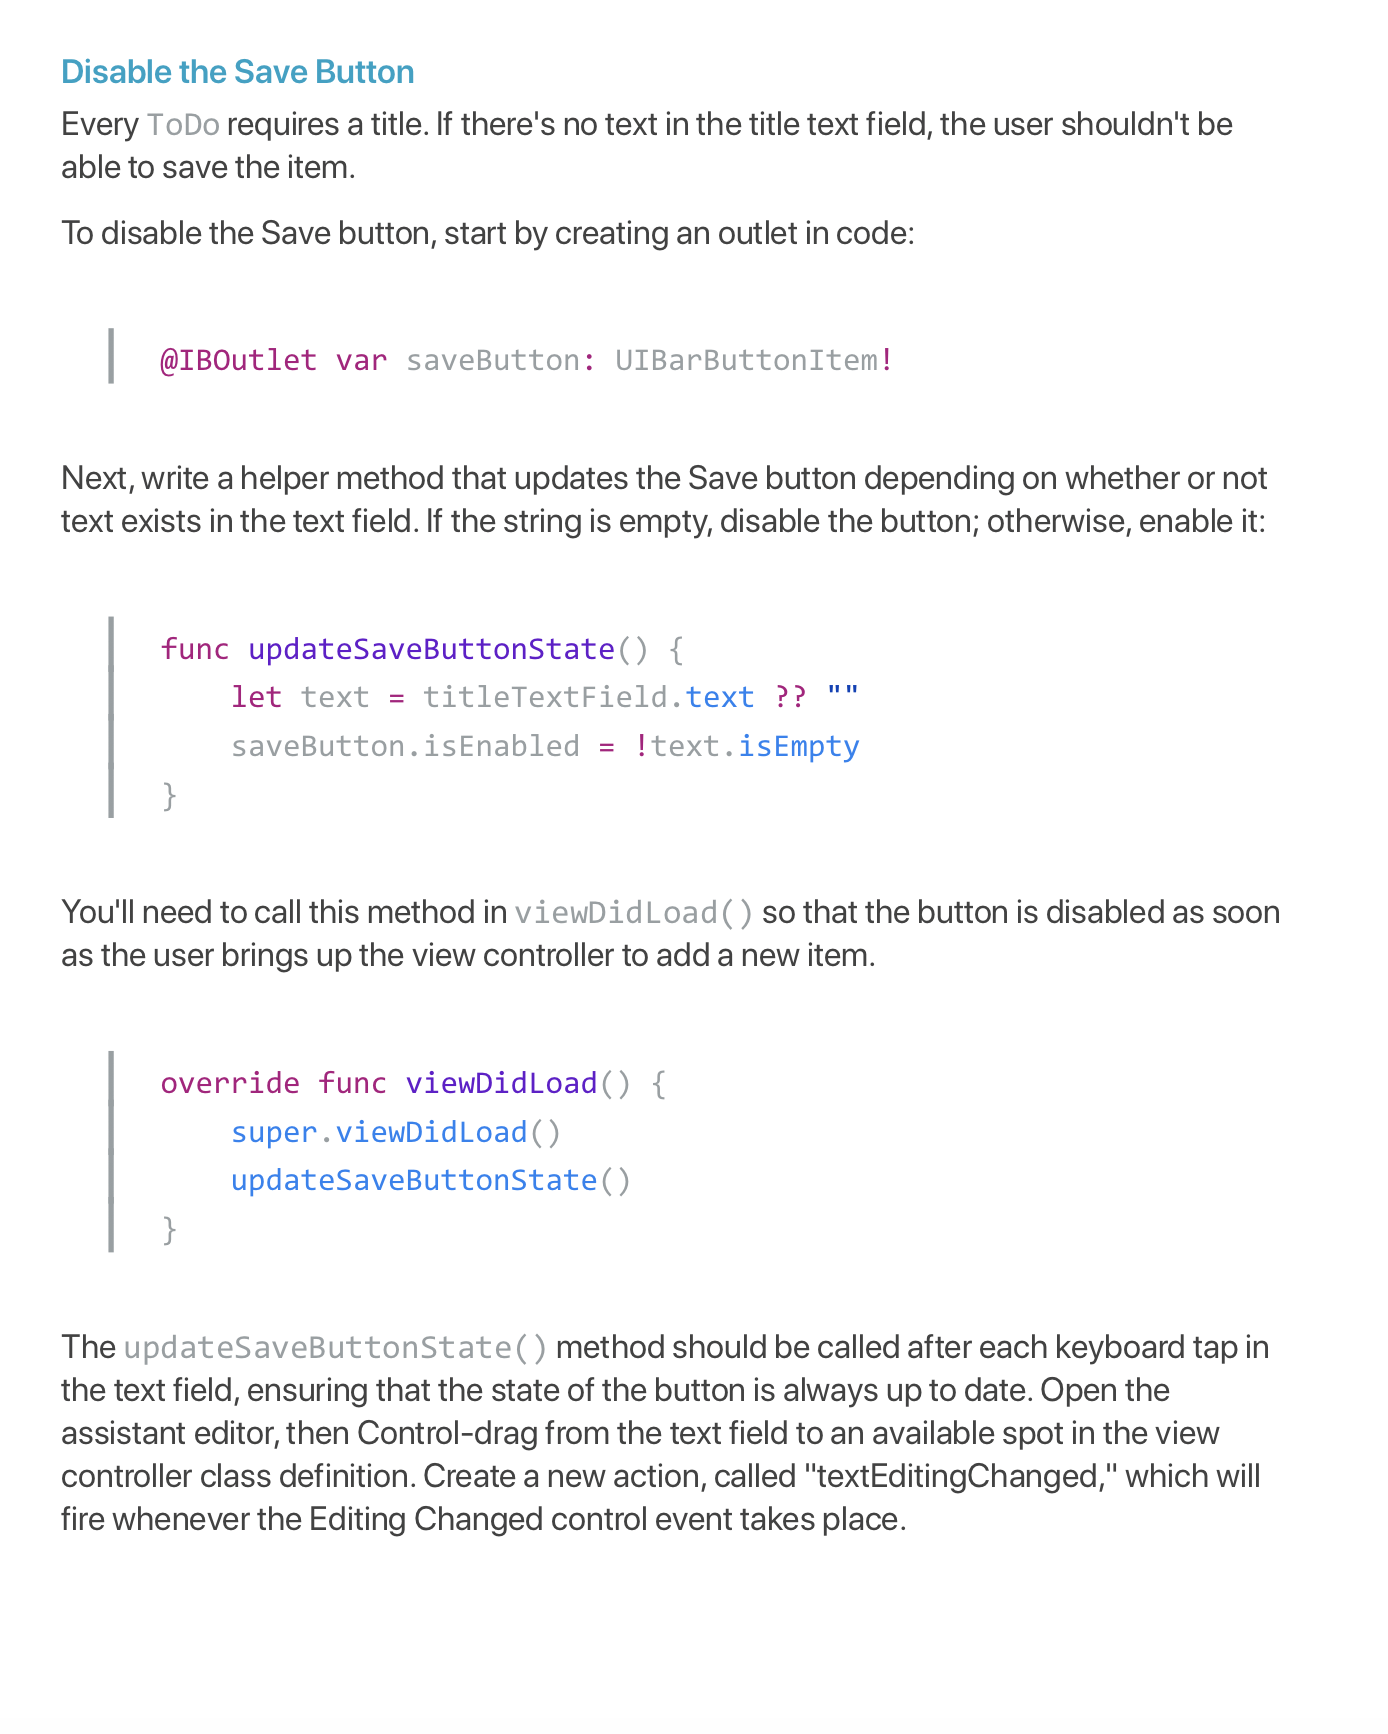 Disable the Save Button
Every ToDo requires a title. If there's no text in the title text field, the user shouldn't be
able to save the item.
To disable the Save button, start by creating an outlet in code:
@IBOutlet var saveButton: UIBarButtonItem!
Next, write a helper method that updates the Save button depending on whether or not
text exists in the text field. If the string is empty, disable the button; otherwise, enable it:
func updateSaveButtonState() {
    let text = titleTextField.text ?? ""
    saveButton.isEnabled = !text.isEmpty
}
You'll need to call this method in viewDidLoad() so that the button is disabled as soon
as the user brings up the view controller to add a new item.
override func viewDidLoad() {
    super.viewDidLoad()
    updateSaveButtonState()
}
The updateSaveButtonState() method should be called after each keyboard tap in
the text field, ensuring that the state of the button is always up to date. Open the
assistant editor, then Control-drag from the text field to an available spot in the view
controller class definition. Create a new action, called "textEditingChanged," which will
fire whenever the Editing Changed control event takes place.